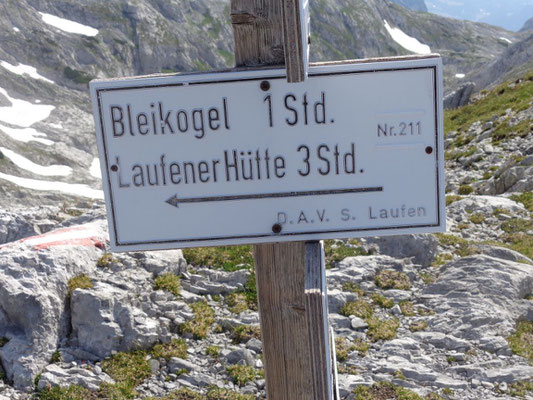 Bleikogel 1 Std.
Nr. 211
Laufener Hütte 3 Std.
D.A.V. S. Laufen